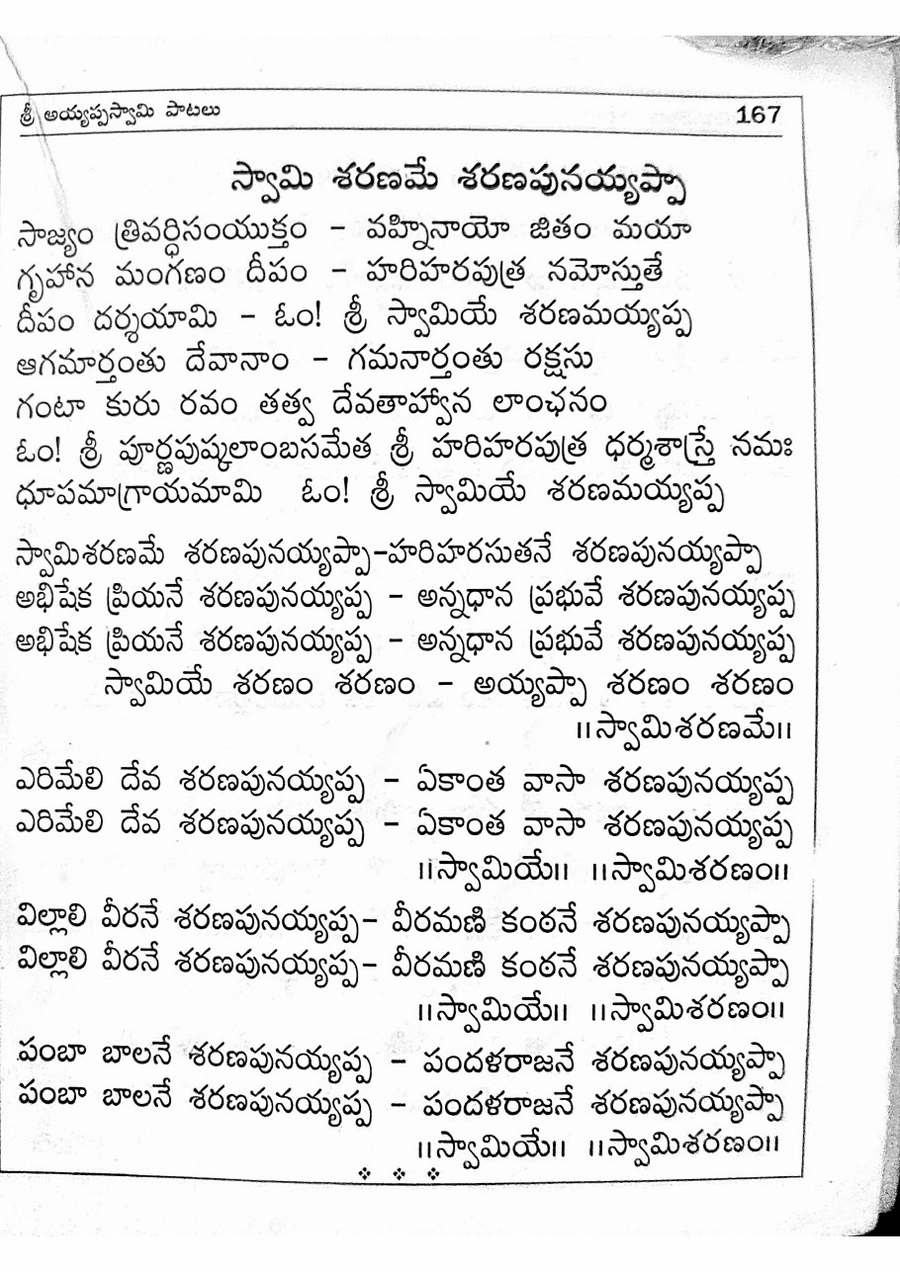 శ్రీ అయ్యప్పస్వామి పాటలు 167
స్వామి శరణమే శరణపునయ్యప్పా
సాజ్యం త్రివర్ధిసంయుక్తం - వహ్నినాయో జితం మయా
గృహాన మంగణం దీపం - హరిహరపుత్ర నమోస్తుతే
దీపం దర్శయామి - ఓం! శ్రీ స్వామియే శరణమయ్యప్ప
ఆగమార్తంతు దేవానాం - గమనార్తంతు రక్షసు
గంటా కురు రవం తత్వ దేవతాహ్వాన లాంఛనం
ఓం! శ్రీ పూర్ణపుష్కలాంబసమేత శ్రీ హరిహరపుత్ర ధర్మశాస్త్రే నమః
ధూపమాగ్రాయమామి ఓం! శ్రీ స్వామియే శరణమయ్యప్ప
స్వామిశరణమే శరణపునయ్యప్పా-హరిహరసుతనే శరణపునయ్యప్పా
అభిషేక ప్రియనే శరణపునయ్యప్ప - అన్నధాన ప్రభువే శరణపునయ్యప్ప
అభిషేక ప్రియనే శరణపునయ్యప్ప - అన్నధాన ప్రభువే శరణపునయ్యప్ప
స్వామియే శరణం శరణం - అయ్యప్పా శరణం శరణం
॥స్వామిశరణమే॥
ఎరిమేలి దేవ శరణపునయ్యప్ప - ఏకాంత వాసా శరణపునయ్యప్ప
ఎరిమేలి దేవ శరణపునయ్యప్ప - ఏకాంత వాసా శరణపునయ్యప్ప
॥స్వామియే॥ ॥స్వామిశరణం॥
విల్లాలి వీరనే శరణపునయ్యప్ప- వీరమణి కంఠనే శరణపునయ్యప్పా
విల్లాలి వీరనే శరణపునయ్యప్ప- వీరమణి కంఠనే శరణపునయ్యప్పా
॥స్వామియే॥ ॥స్వామిశరణం॥
పంబా బాలనే శరణపునయ్యప్ప - పందళరాజనే శరణపునయ్యప్పా
పంబా బాలనే శరణపునయ్యప్ప - పందళరాజనే శరణపునయ్యప్పా
॥స్వామియే॥ ॥స్వామిశరణం॥